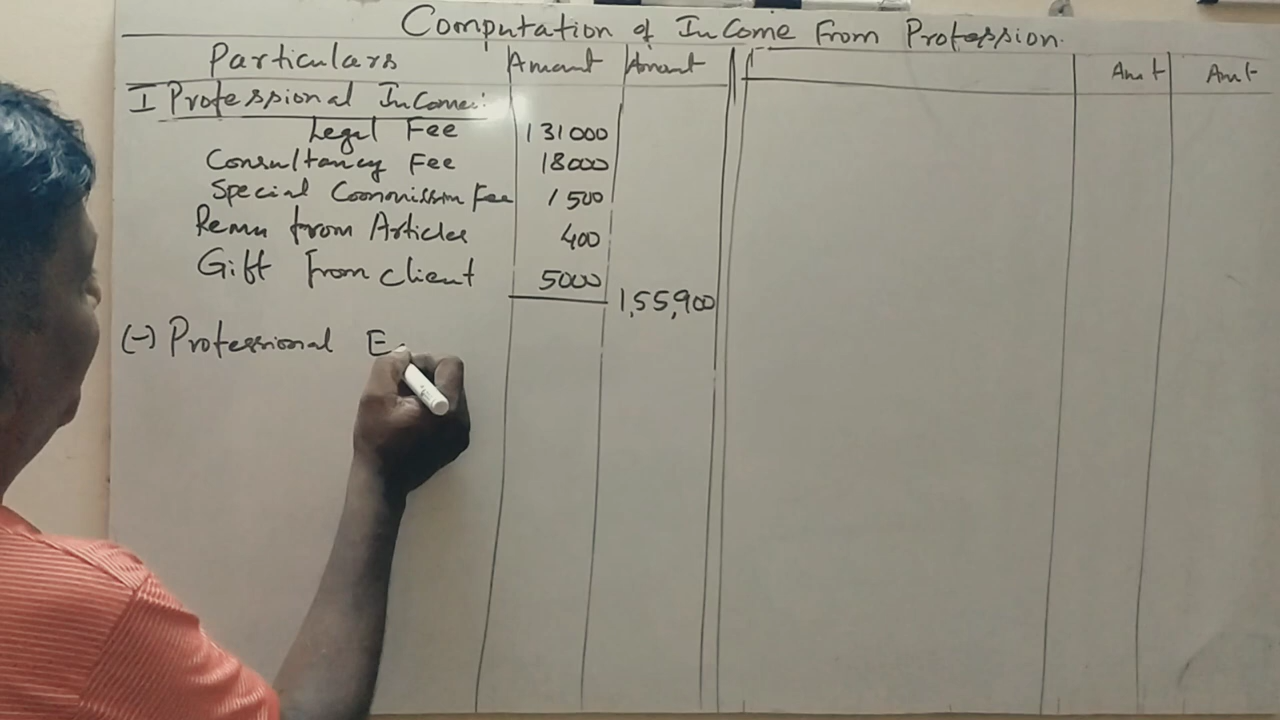 Computation of InCome From Profession.
Particulars Amount Amount Amt Amt
I Professional InCome:
Legal Fee 131000
Consultancy Fee 18000
Special Commission Fee 1500
Remu from Articles 400
Gift From client 5000
1,55,900
(-) Professional E